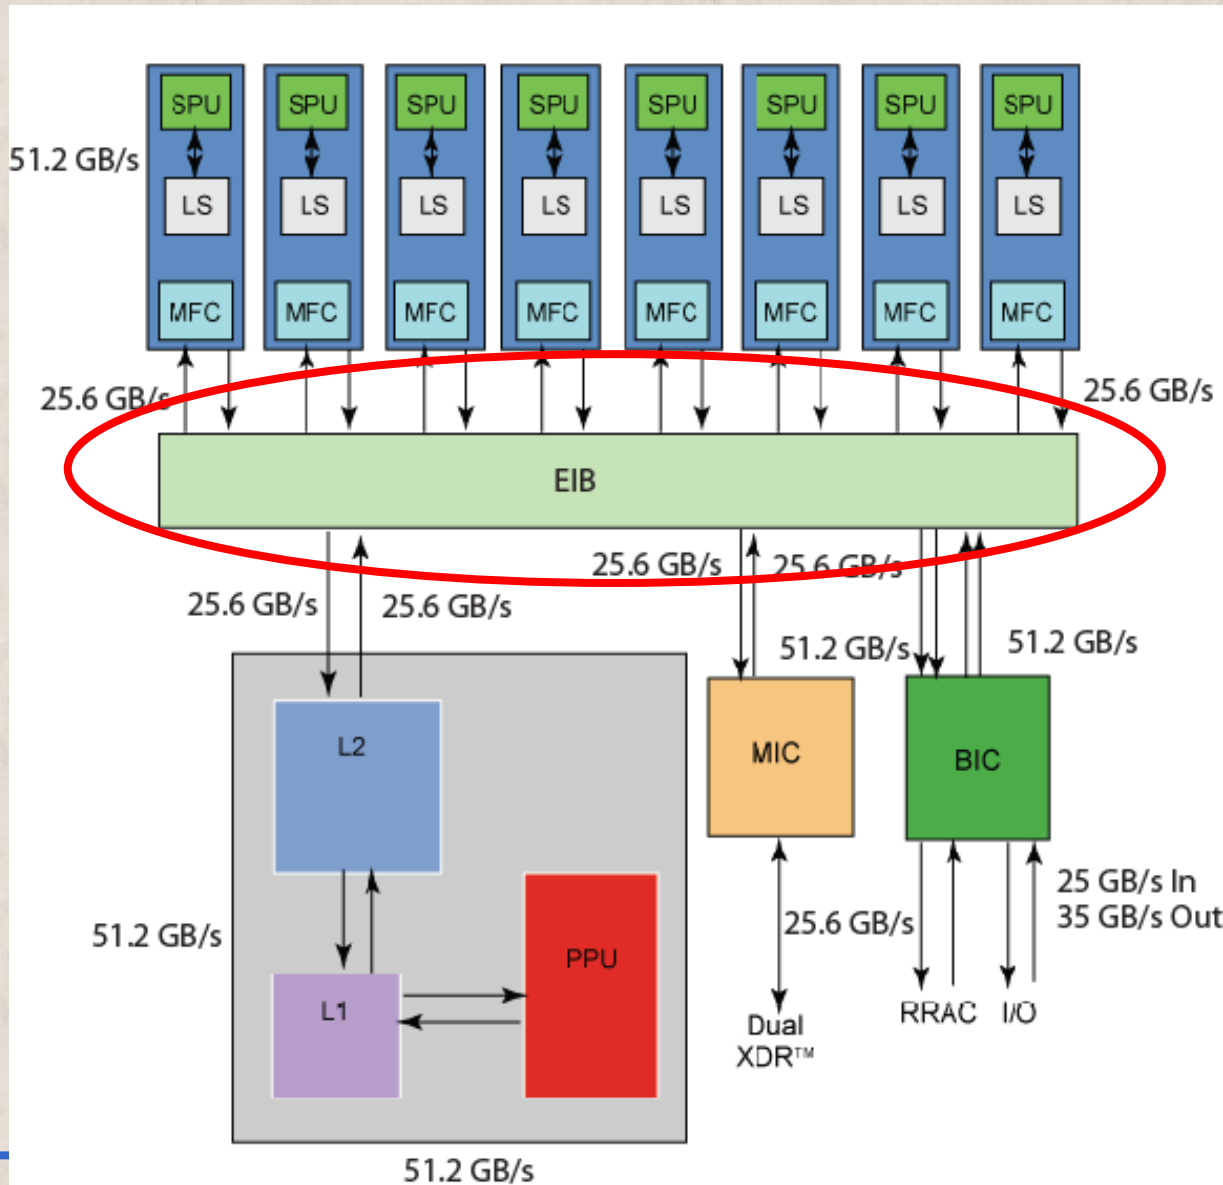 SPU SPU SPU SPU SPU SPU SPU SPU
51.2 GB/s
LS LS LS LS LS LS LS LS
MFC MFC MFC MFC MFC MFC MFC MFC
25.6 GB/s
25.6 GB/s
EIB
25.6 GB/s
25.6 GB/s
25.6 GB/s
25.6 GB/s
51.2 GB/s
51.2 GB/s
L2
MIC
BIC
51.2 GB/s
25 GB/s In
35 GB/s Out
25.6 GB/s
PPU
L1
RRAC
I/O
Dual
XDR™
51.2 GB/s